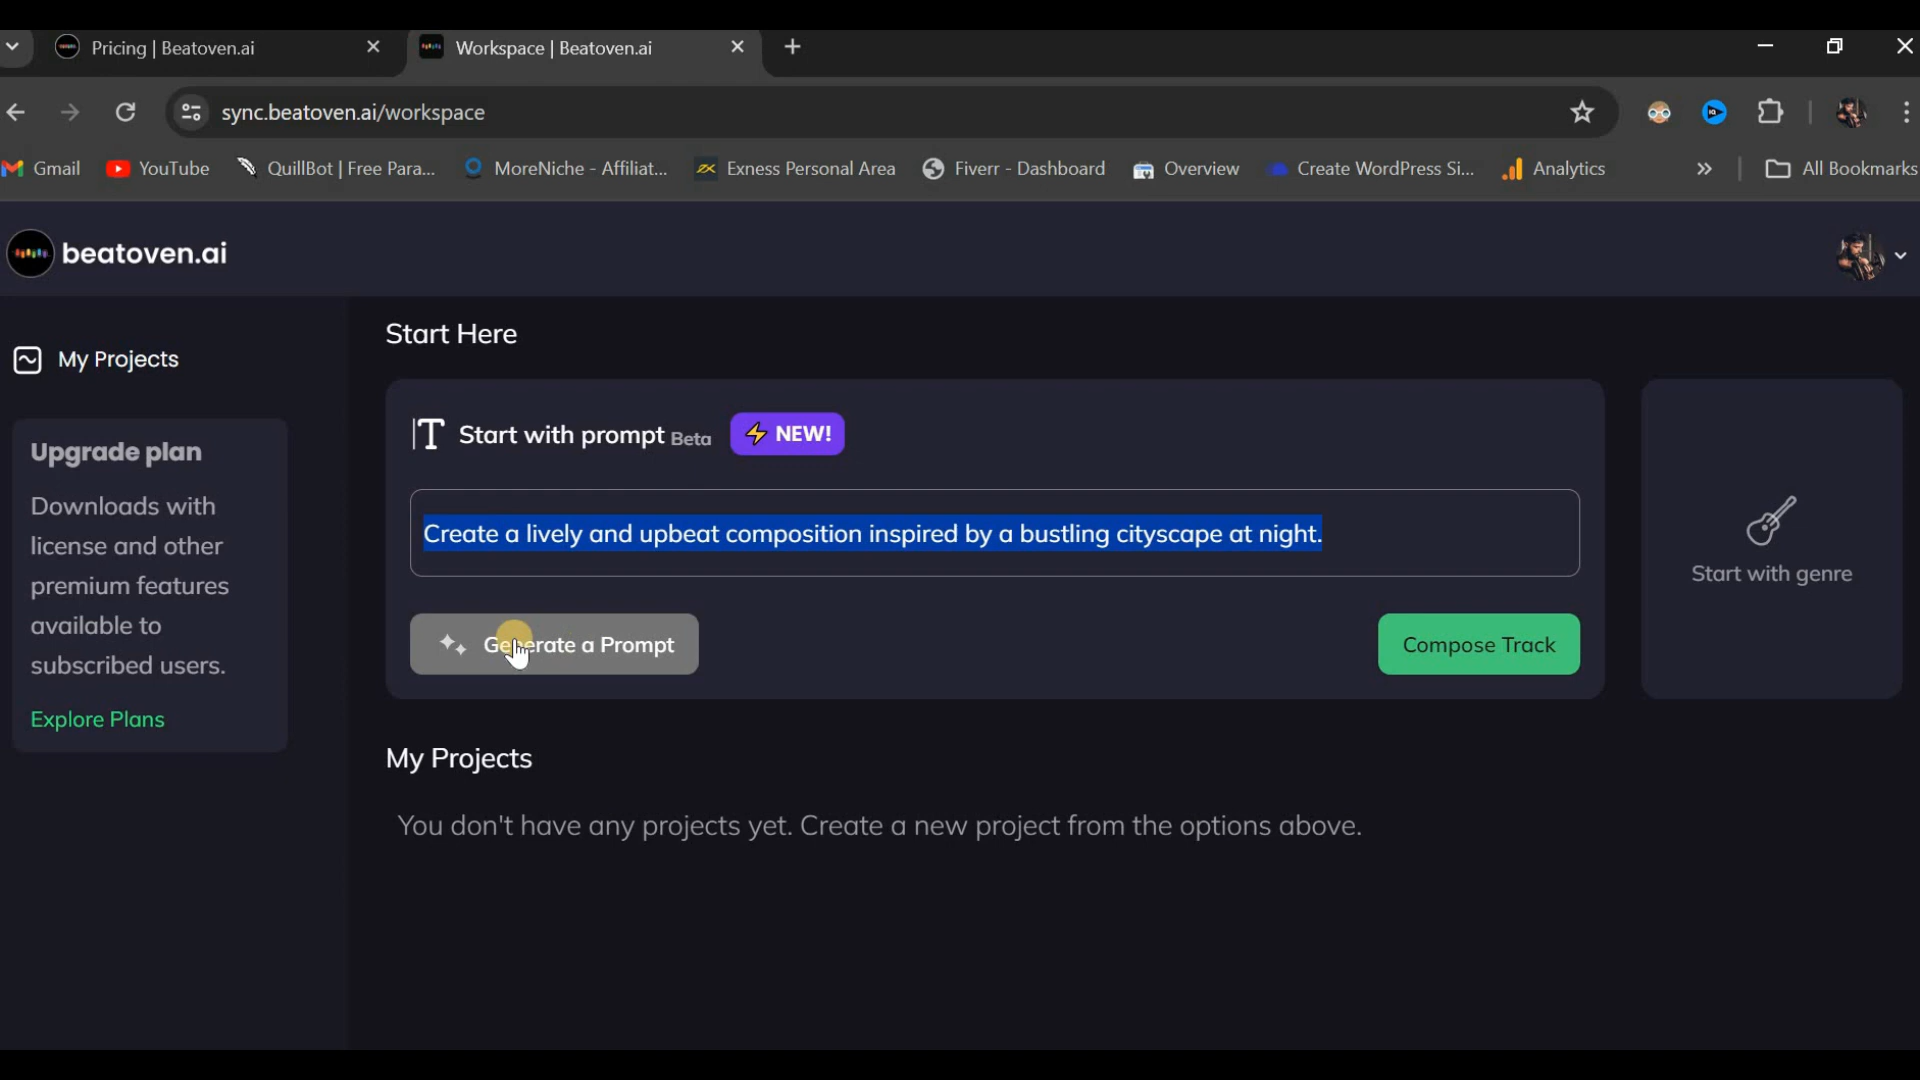 Pricing | Beatoven.ai
Workspace | Beatoven.ai
sync.beatoven.ai/workspace
Gmail
YouTube
QuillBot | Free Para...
MoreNiche - Affiliat...
Exness Personal Area
Fiverr - Dashboard
Overview
Create WordPress Si...
Analytics
All Bookmarks
beatoven.ai
My Projects
Upgrade plan
Downloads with
license and other
premium features
available to
subscribed users.
Explore Plans
Start Here
Start with prompt Beta
NEW!
Create a lively and upbeat composition inspired by a bustling cityscape at night.
Generate a Prompt
Compose Track
Start with genre
My Projects
You don't have any projects yet. Create a new project from the options above.